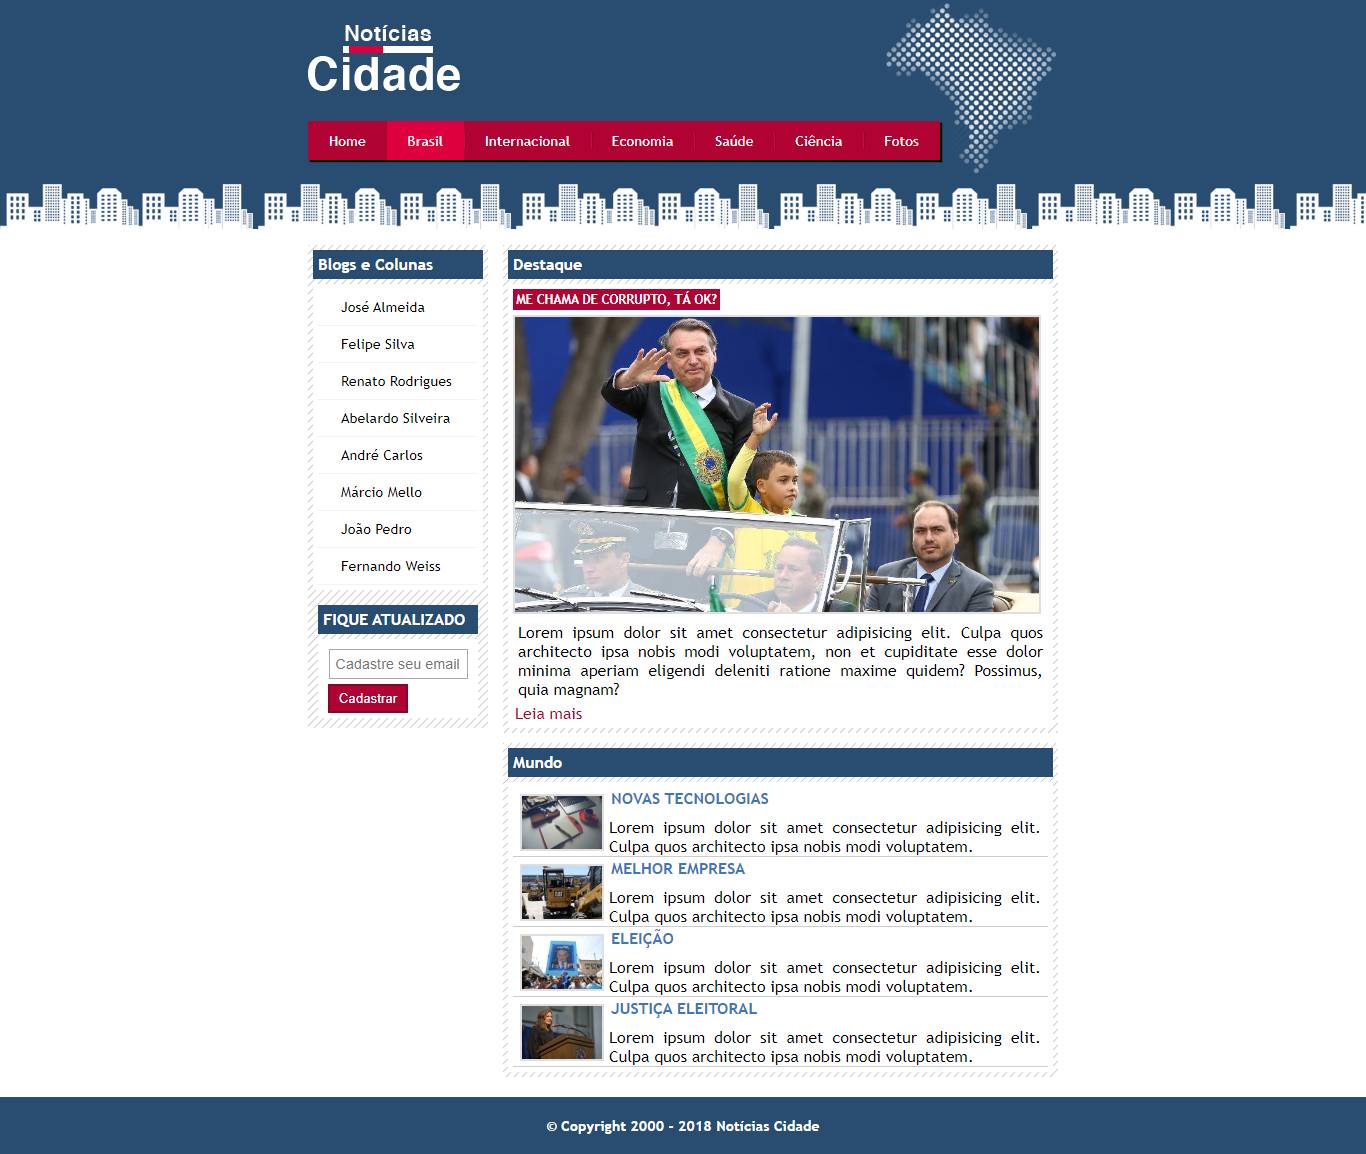 Notícias
Cidade
Home Brasil Internacional Economia Saúde Ciência Fotos
Blogs e Colunas
José Almeida
Felipe Silva
Renato Rodrigues
Abelardo Silveira
André Carlos
Márcio Mello
João Pedro
Fernando Weiss
FIQUE ATUALIZADO
Cadastre seu email
Cadastrar
Destaque
ME CHAMA DE CORRUPTO, TÁ OK?
Lorem ipsum dolor sit amet consectetur adipisicing elit. Culpa quos
architecto ipsa nobis modi voluptatem, non et cupiditate esse dolor
minima aperiam eligendi deleniti ratione maxime quidem? Possimus,
quia magnam?
Leia mais
Mundo
NOVAS TECNOLOGIAS
Lorem ipsum dolor sit amet consectetur adipisicing elit.
Culpa quos architecto ipsa nobis modi voluptatem.
MELHOR EMPRESA
Lorem ipsum dolor sit amet consectetur adipisicing elit.
Culpa quos architecto ipsa nobis modi voluptatem.
ELEIÇÃO
Lorem ipsum dolor sit amet consectetur adipisicing elit.
Culpa quos architecto ipsa nobis modi voluptatem.
JUSTIÇA ELEITORAL
Lorem ipsum dolor sit amet consectetur adipisicing elit.
Culpa quos architecto ipsa nobis modi voluptatem.
© Copyright 2000 - 2018 Notícias Cidade